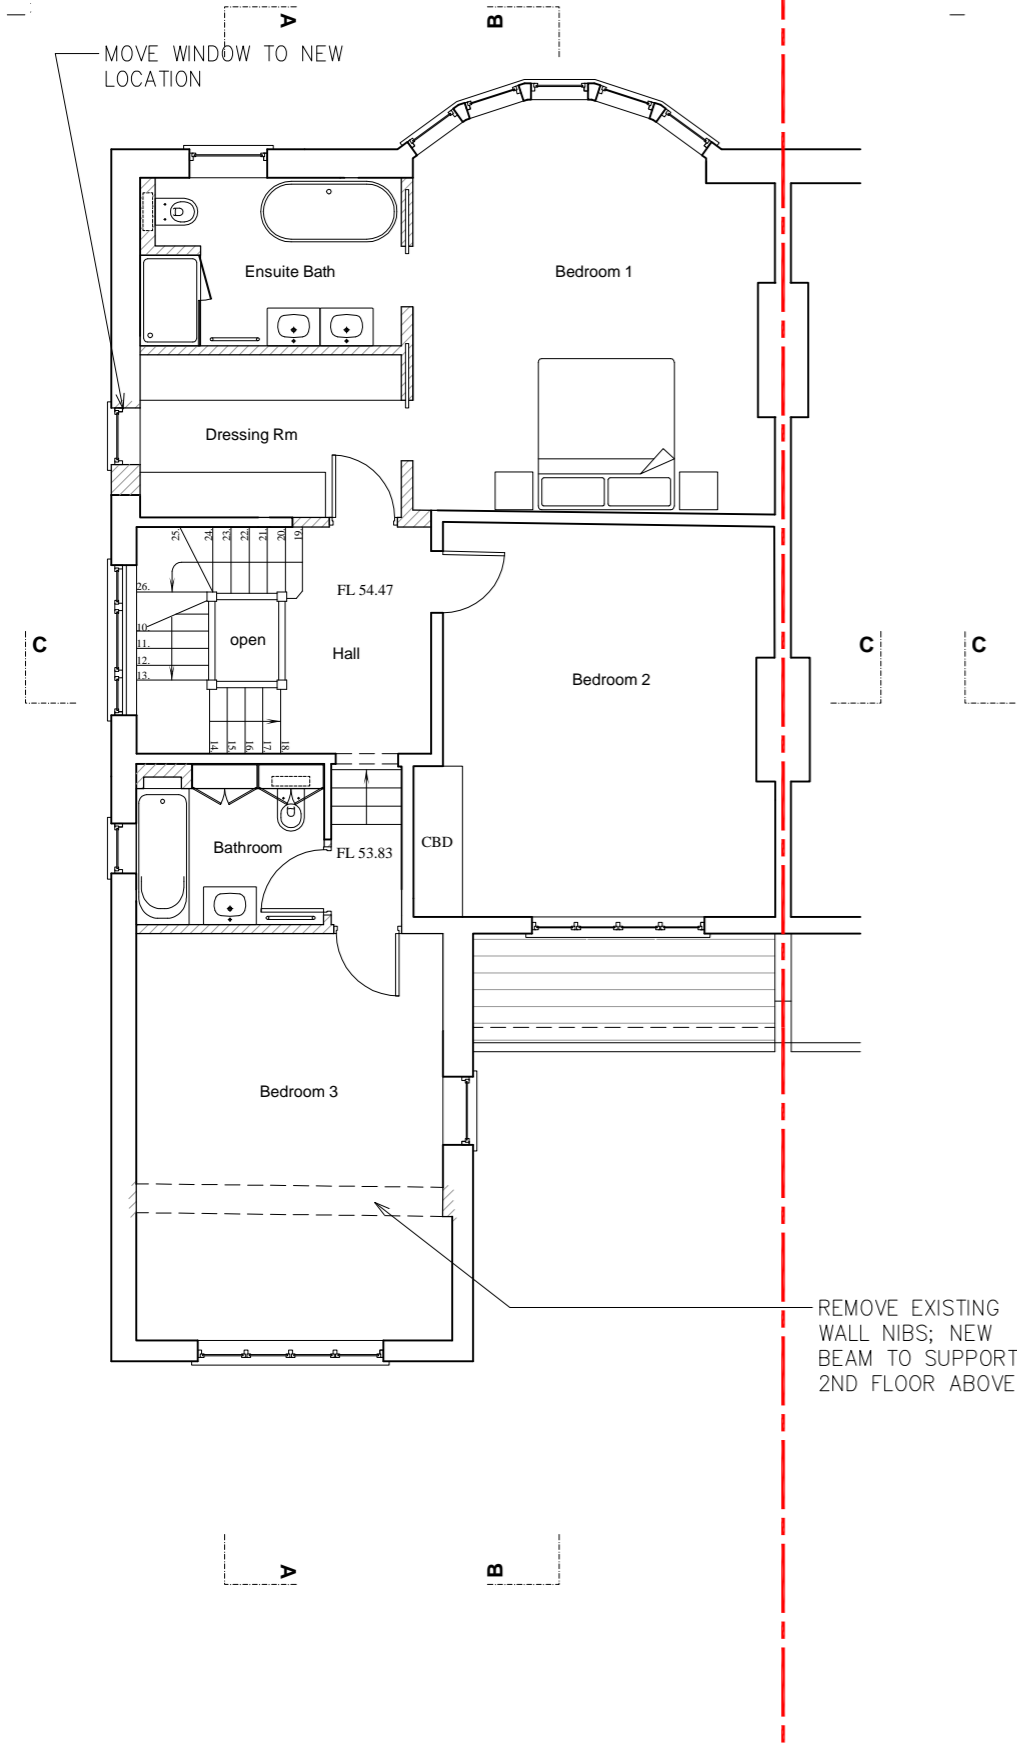 A
B
MOVE WINDOW TO NEW
LOCATION
Ensuite Bath
Bedroom 1
Dressing Rm
25.
24.
23.
22.
21.
20.
19.
26.
FL 54.47
10.
11.
12.
13.
open
Hall
C
C
C
Bedroom 2
14.
15.
16.
17.
18.
Bathroom
FL 53.83
CBD
Bedroom 3
REMOVE EXISTING
WALL NIBS; NEW
BEAM TO SUPPORT
2ND FLOOR ABOVE
A
B